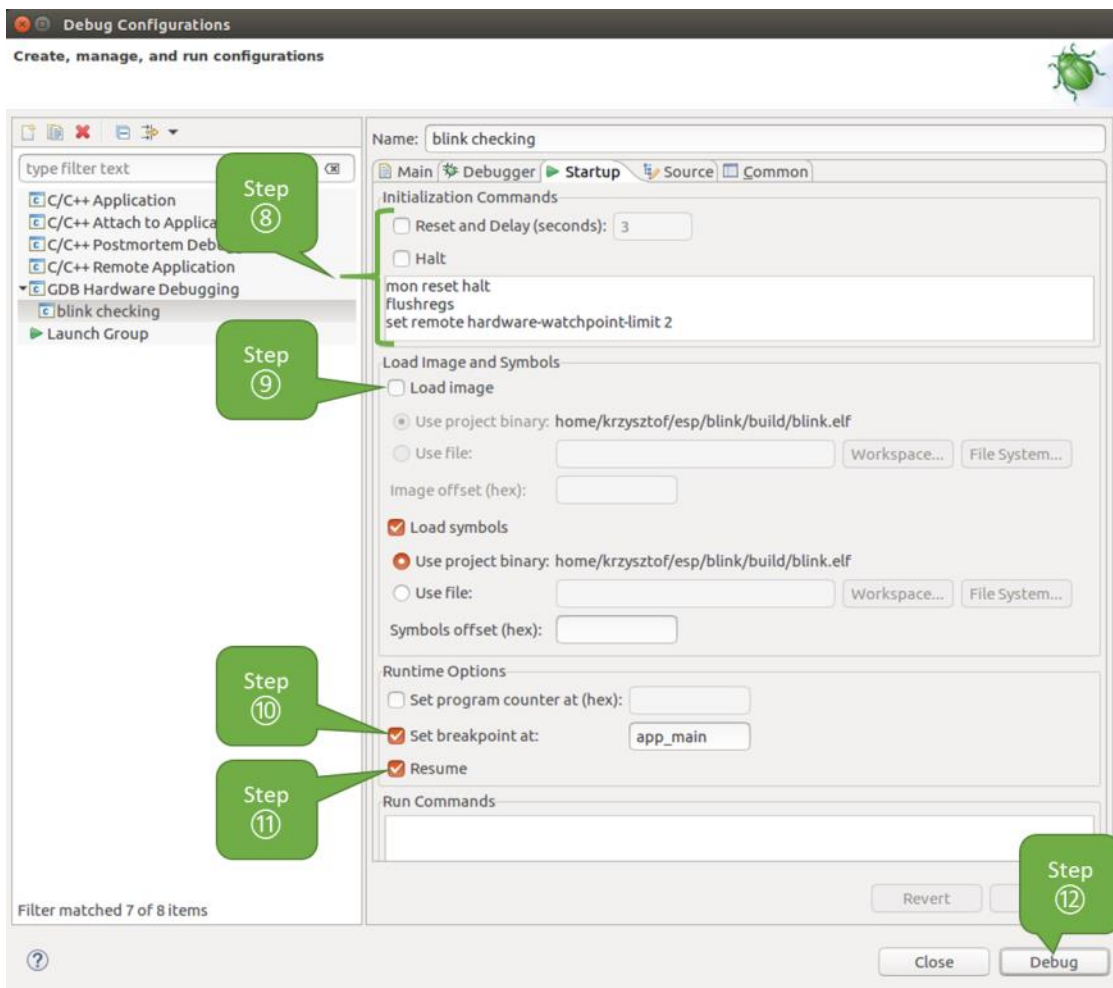 Debug Configurations
Create, manage, and run configurations
type filter text
C/C++ Application
C/C++ Attach to Applica
C/C++ Postmortem Deb
C/C++ Remote Application
GDB Hardware Debugging
blink checking
Launch Group
Filter matched 7 of 8 items
Name: blink checking
Main Debugger Startup Source Common
Initialization Commands
Reset and Delay (seconds): 3
Halt
mon reset halt
flushregs
set remote hardware-watchpoint-limit 2
Load Image and Symbols
Load image
Use project binary: home/krzysztof/esp/blink/build/blink.elf
Use file: Workspace... File System...
Image offset (hex):
Load symbols
Use project binary: home/krzysztof/esp/blink/build/blink.elf
Use file: Workspace... File System...
Symbols offset (hex):
Runtime Options
Set program counter at (hex):
Set breakpoint at: app_main
Resume
Run Commands
Revert
Close Debug
Step
⑧
Step
⑨
Step
⑩
Step
⑪
Step
⑫